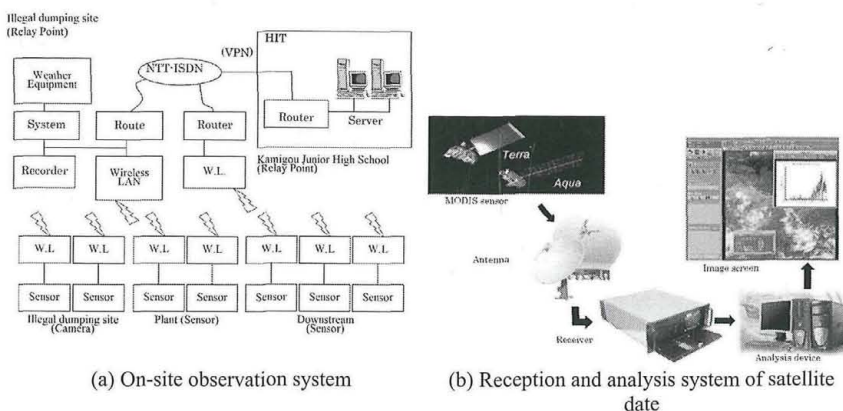 Illegal dumping site
(Relay Point)
Weather
Equipment
System
Recorder
Route
Wireless
LAN
NTT·ISDN
(VPN)
Router
W.L.
HIT
Router
Server
Kamigou Junior High School
(Relay Point)
W.L
W.L
W.L
W.L
W.L
W.L
W.L
Sensor
Sensor
Sensor
Sensor
Sensor
Sensor
Sensor
Illegal dumping site
(Camera)
Plant (Sensor)
Downstream
(Sensor)
(a) On-site observation system
Terra
Aqua
MODIS sensor
Antenna
Receiver
Analysis device
Image screen
(b) Reception and analysis system of satellite
date